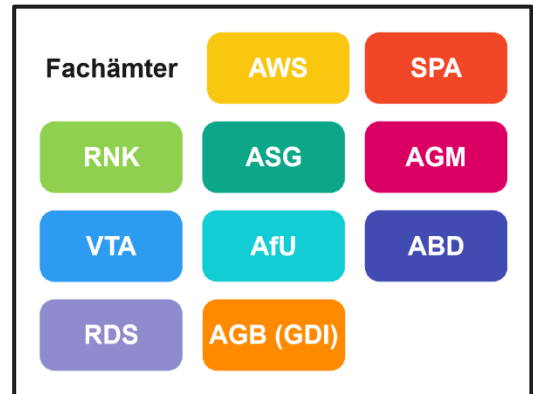 Fachämter AWS SPA
RNK ASG AGM
VTA AfU ABD
RDS AGB (GDI)